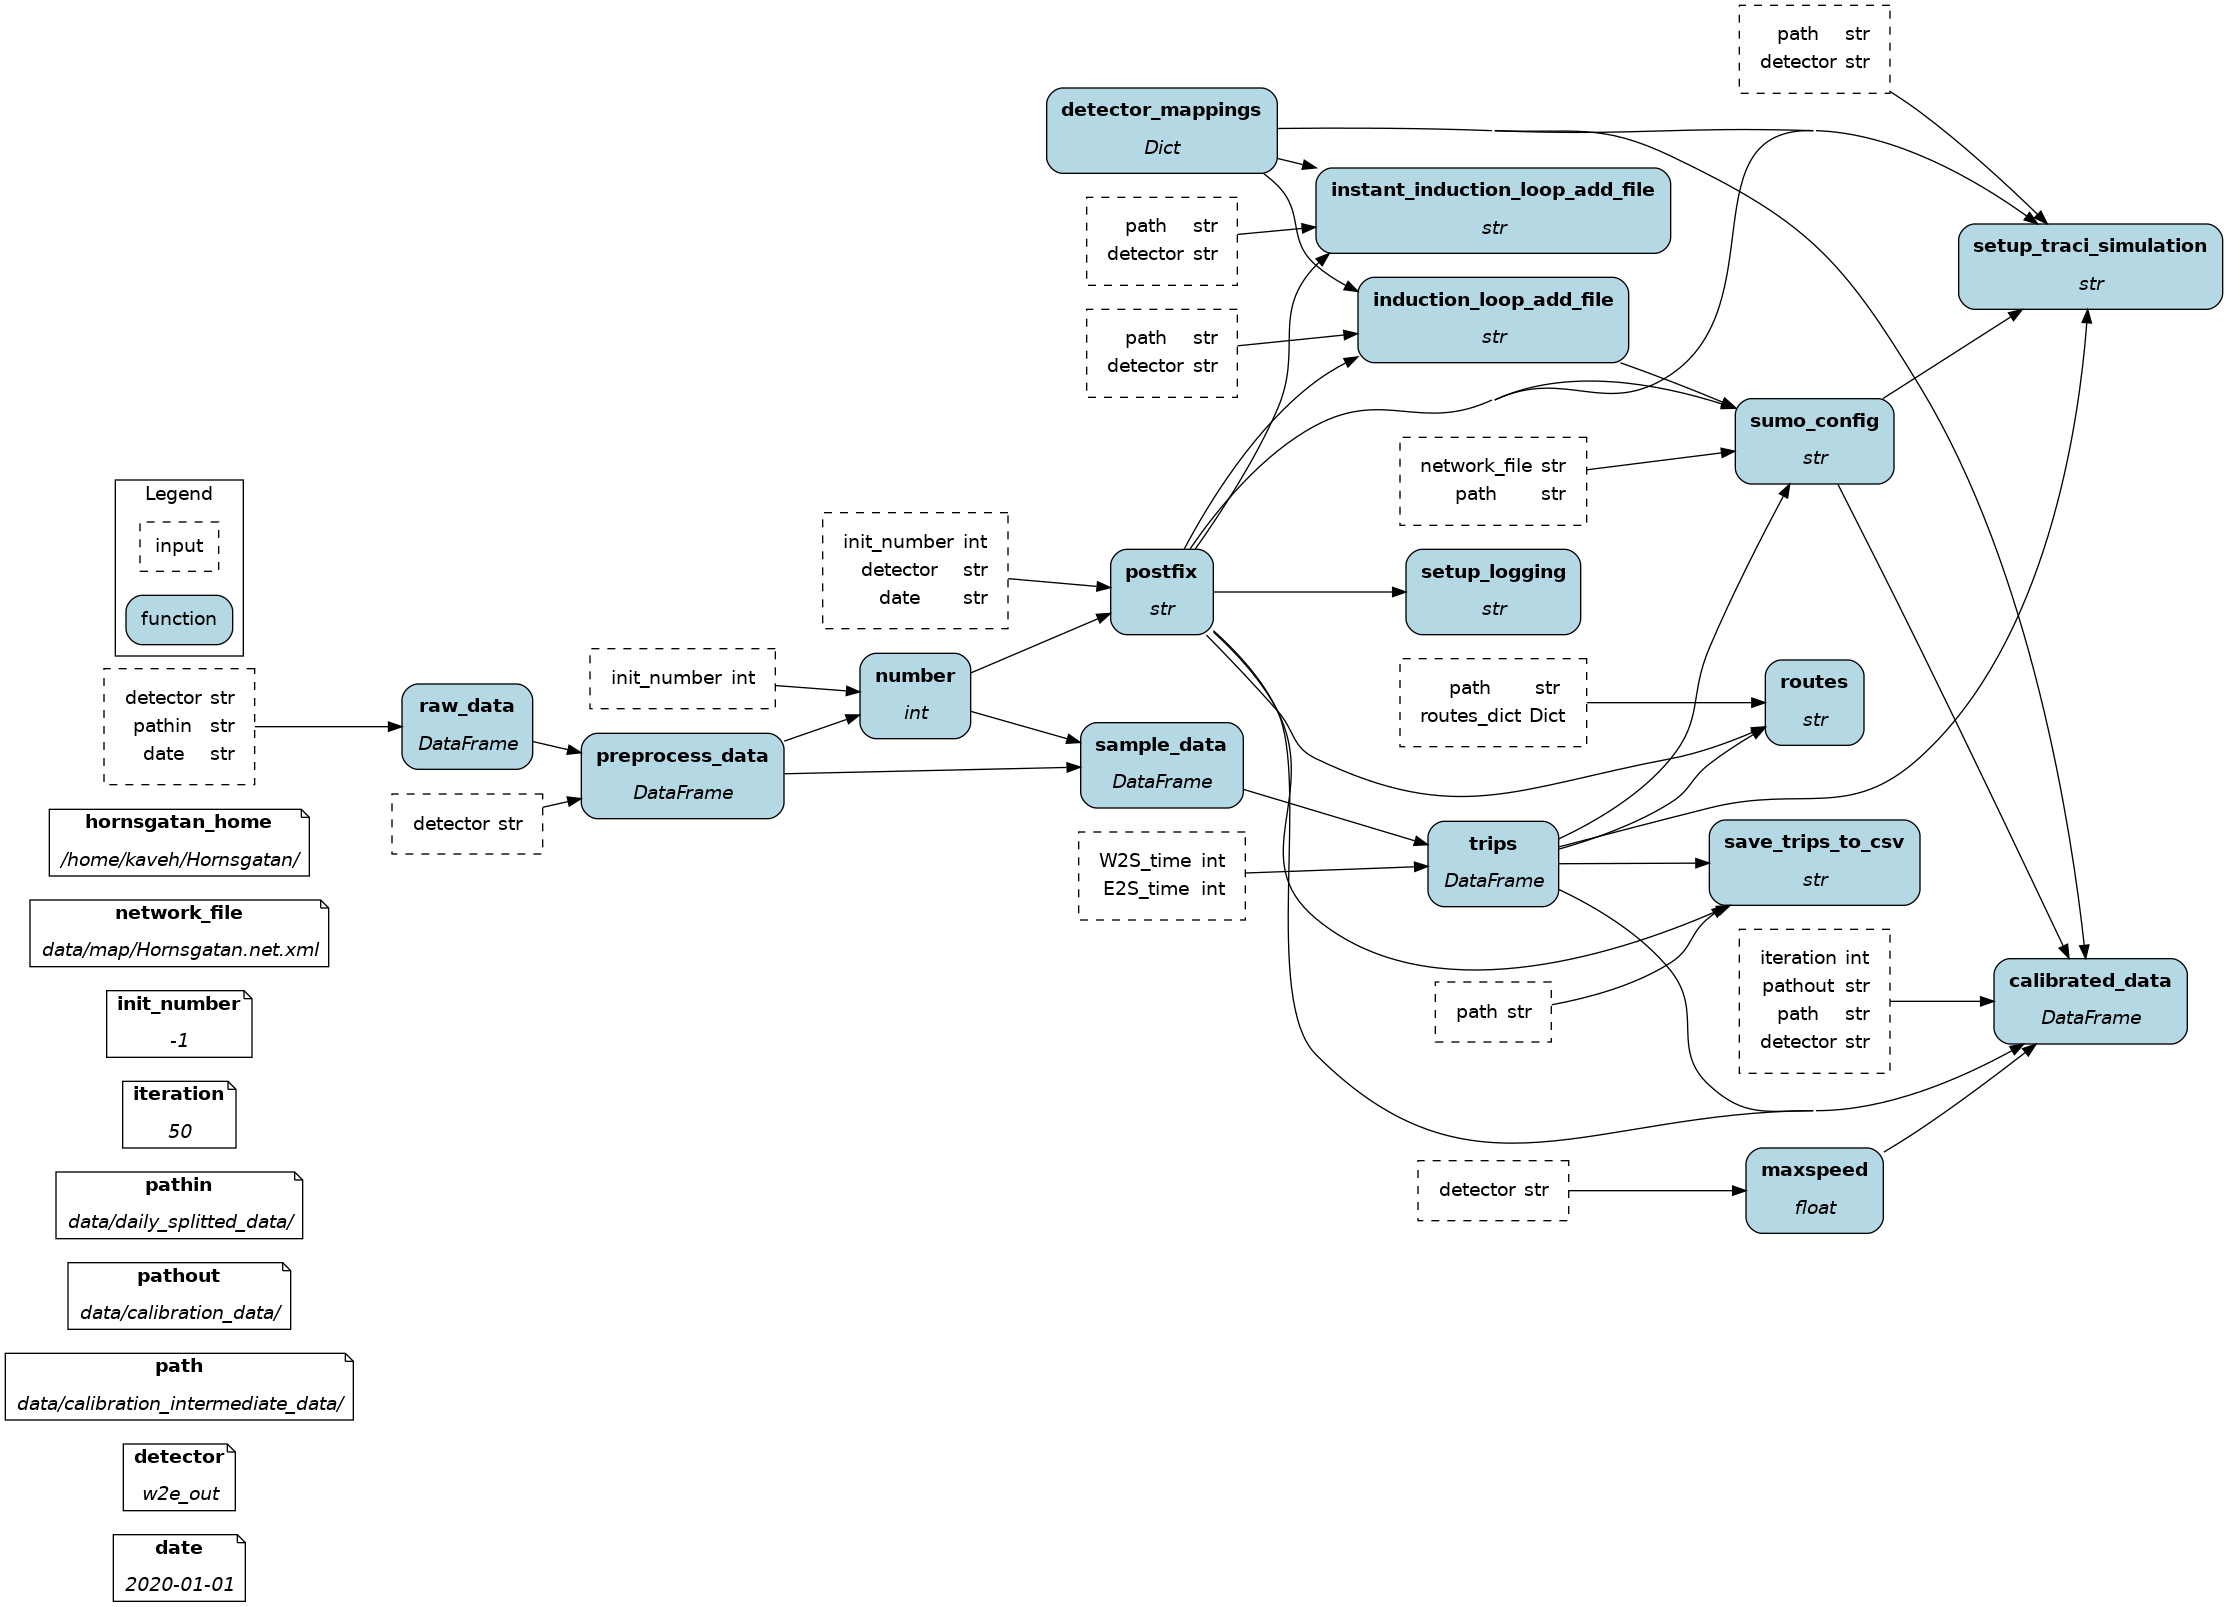 path str
detector str
detector_mappings
Dict
instant_induction_loop_add_file
str
path str
detector str
setup_traci_simulation
str
induction_loop_add_file
str
path str
detector str
sumo_config
str
network_file str
path str
Legend
input
function
init_number int
detector str
date str
postfix
str
setup_logging
str
detector str
pathin str
date str
raw_data
DataFrame
init_number int
number
int
path str
routes_dict Dict
routes
str
preprocess_data
DataFrame
sample_data
DataFrame
detector str
hornsgatan_home
/home/kaveh/Hornsgatan/
W2S_time int
E2S_time int
trips
DataFrame
save_trips_to_csv
str
network_file
data/map/Hornsgatan.net.xml
path str
iteration int
pathout str
path str
detector str
calibrated_data
DataFrame
init_number
-1
iteration
50
pathin
data/daily_splitted_data/
detector str
maxspeed
float
pathout
data/calibration_data/
path
data/calibration_intermediate_data/
detector
w2e_out
date
2020-01-01